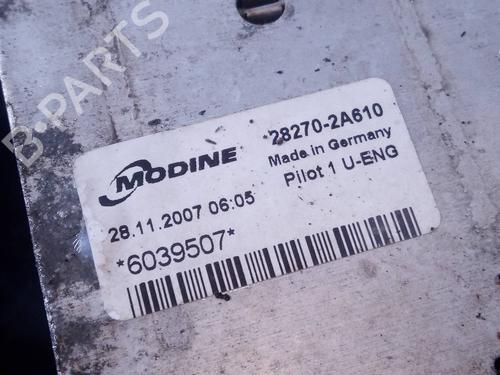 B-PARTS
MODINE
28270-2A610
Made in Germany
Pilot 1 U-ENG
28.11.2007 06:05
*6039507*